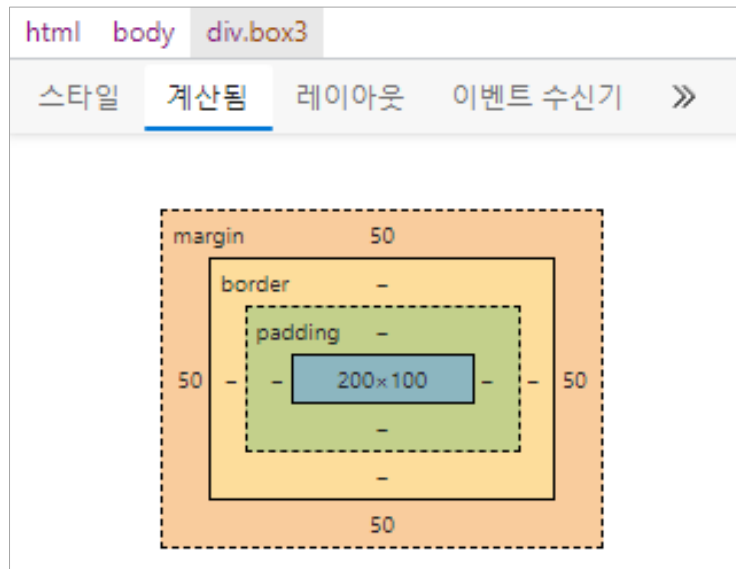 html body div.box3
스타일 계산됨 레이아웃 이벤트 수신기 »
margin 50
border –
padding –
50 – – 200×100 – – 50
–
–
50